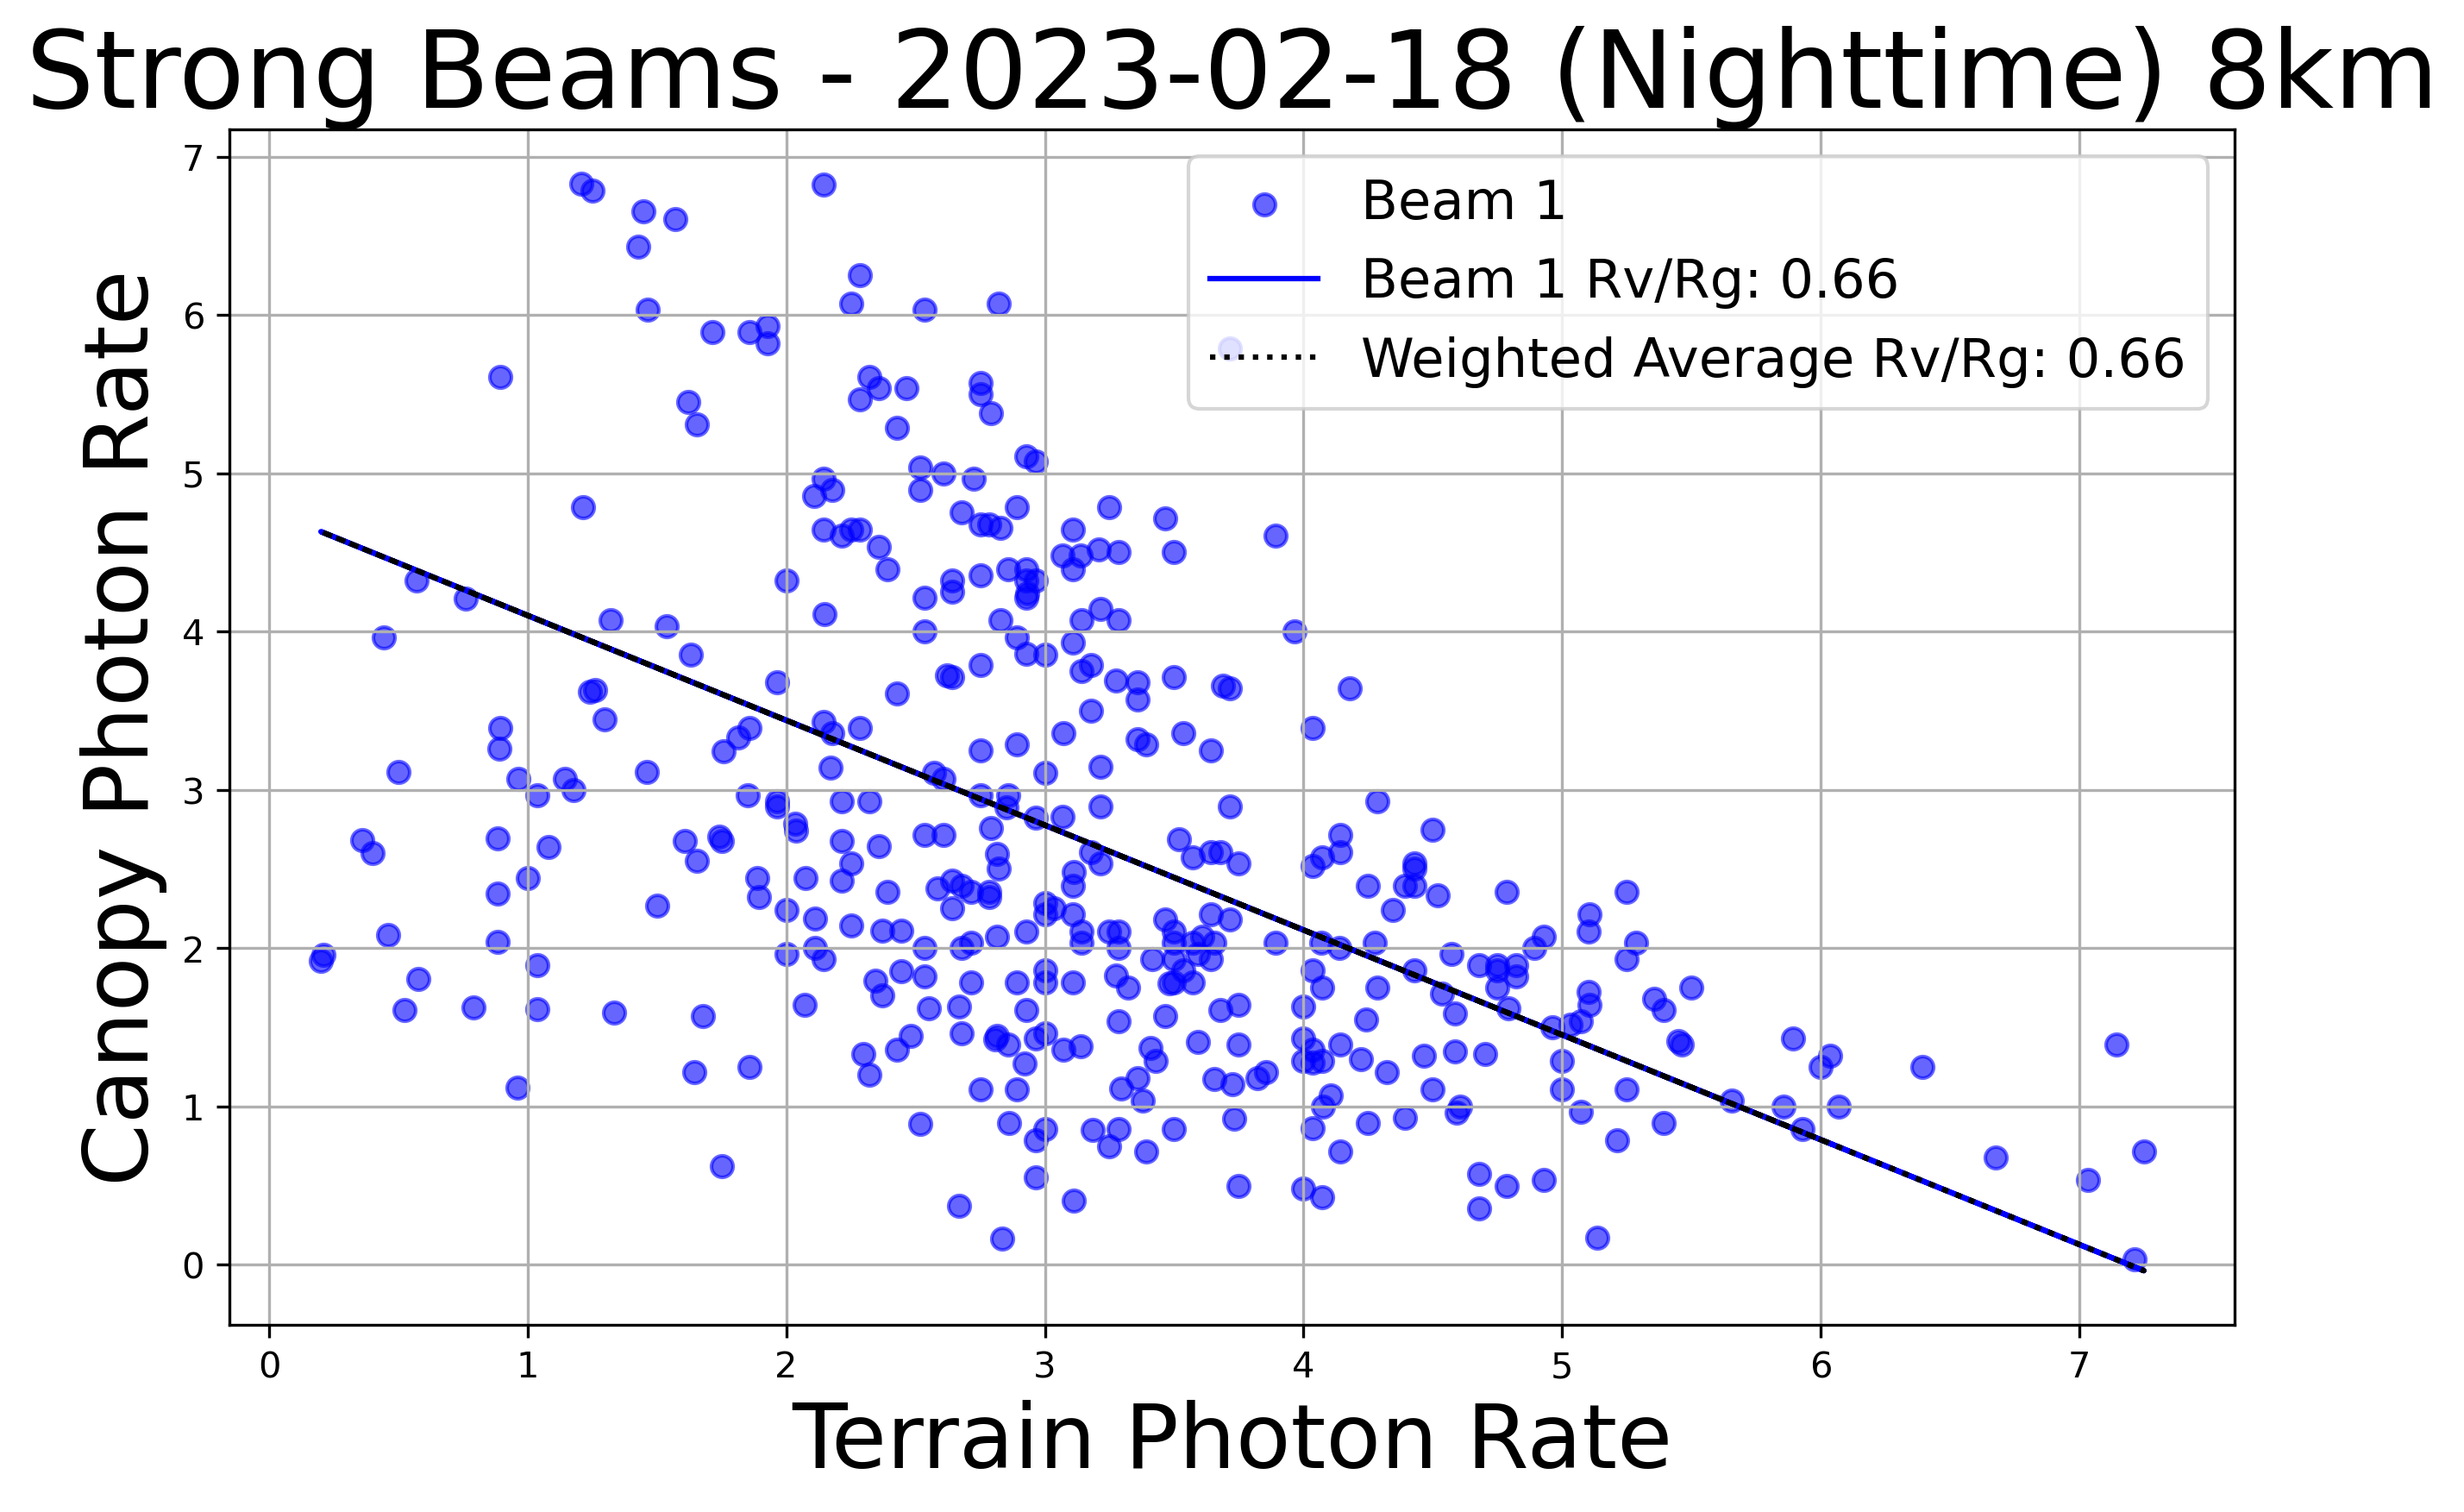 Strong Beams - 2023-02-18 (Nighttime) 8km
Canopy Photon Rate
7
6
5
4
3
2
1
0
Beam 1
Beam 1 Rv/Rg: 0.66
Weighted Average Rv/Rg: 0.66
0 1 2 3 4 5 6 7
Terrain Photon Rate